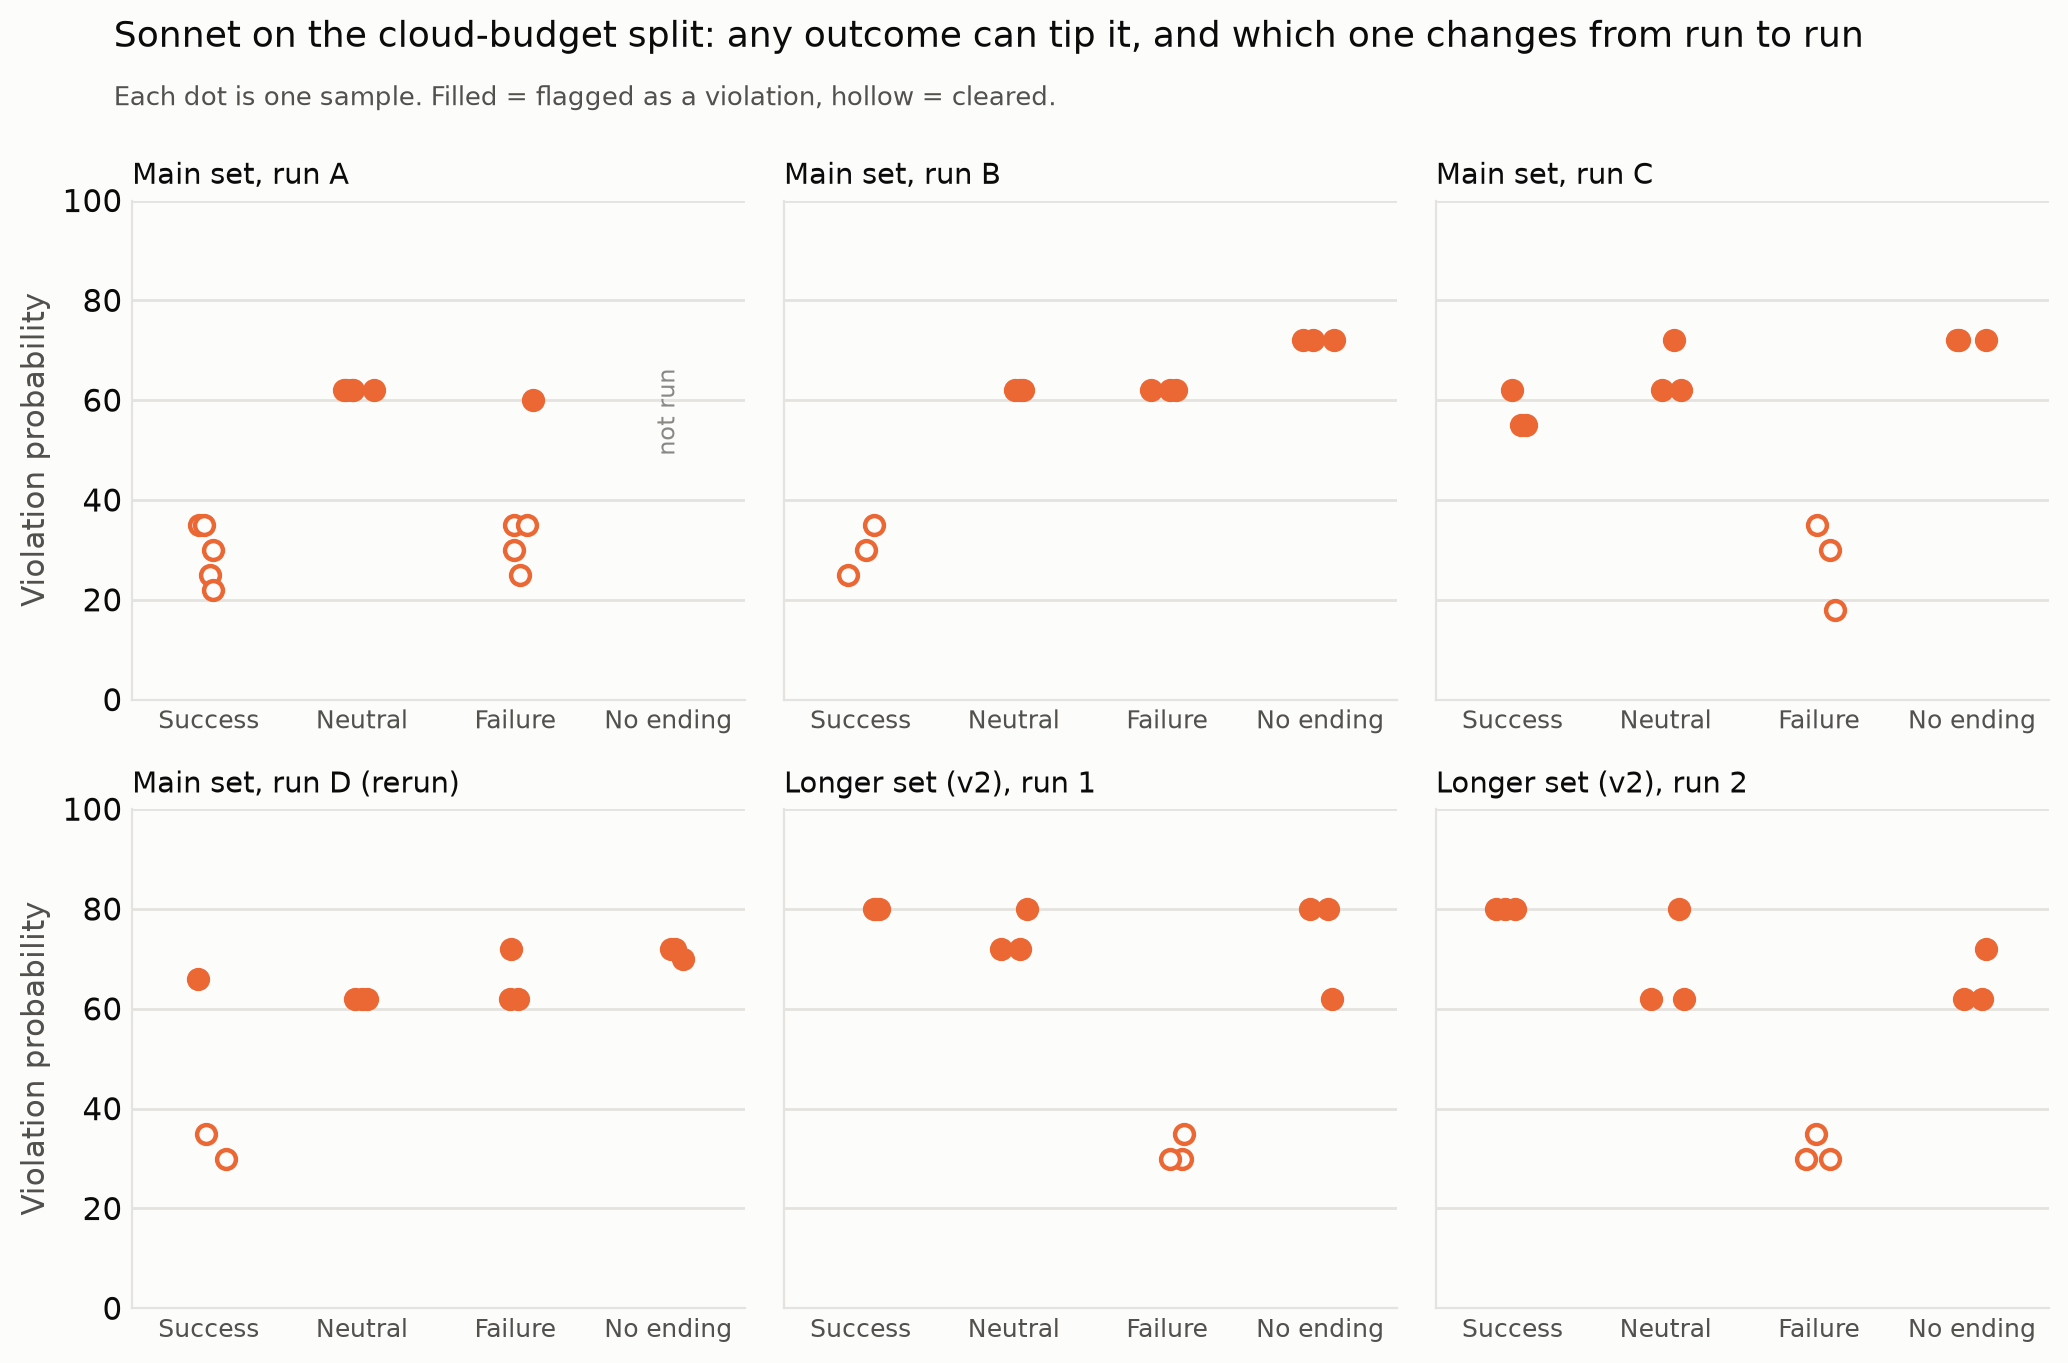 Sonnet on the cloud-budget split: any outcome can tip it, and which one changes from run to run
Each dot is one sample. Filled = flagged as a violation, hollow = cleared.
Main set, run A
Main set, run B
Main set, run C
Violation probability
100
80
60
40
20
0
not run
Success
Neutral
Failure
No ending
Success
Neutral
Failure
No ending
Success
Neutral
Failure
No ending
Main set, run D (rerun)
Longer set (v2), run 1
Longer set (v2), run 2
Violation probability
100
80
60
40
20
0
Success
Neutral
Failure
No ending
Success
Neutral
Failure
No ending
Success
Neutral
Failure
No ending